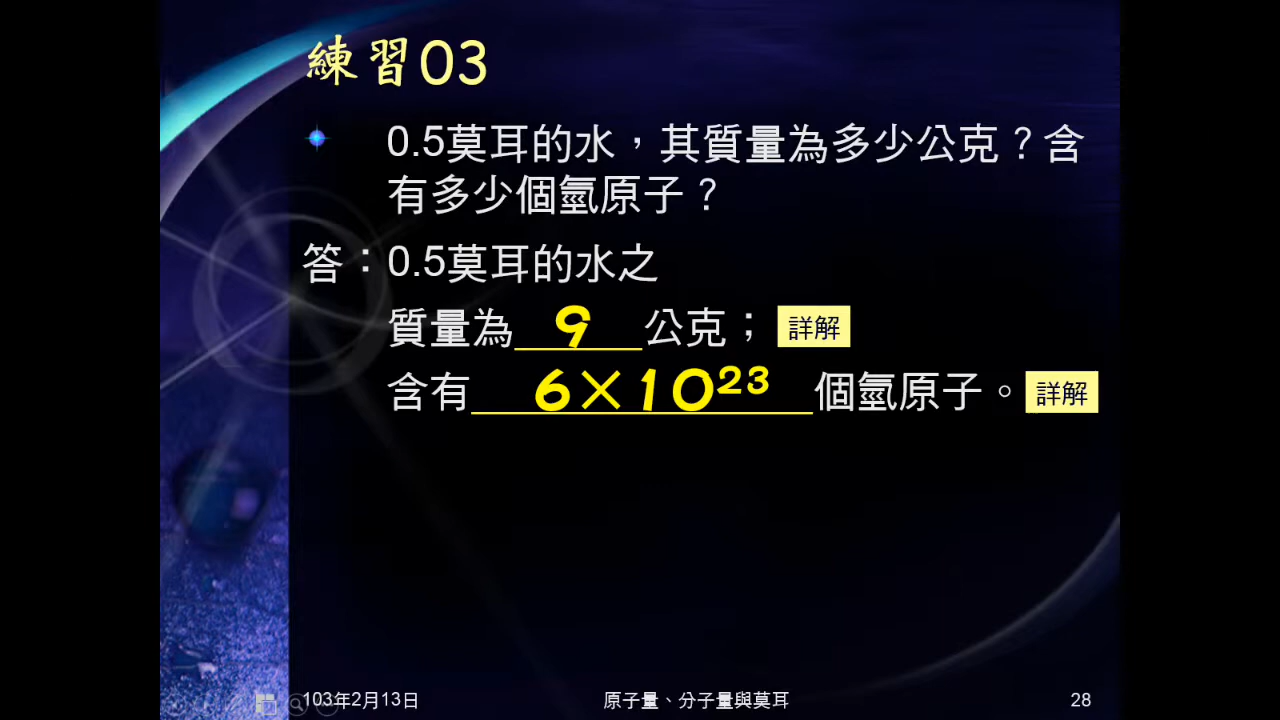 練習03
0.5莫耳的水，其質量為多少公克？含
有多少個氫原子？
答：0.5莫耳的水之
質量為 9 公克； 詳解
含有 6×10²³ 個氫原子。 詳解
103年2月13日 原子量、分子量與莫耳 28